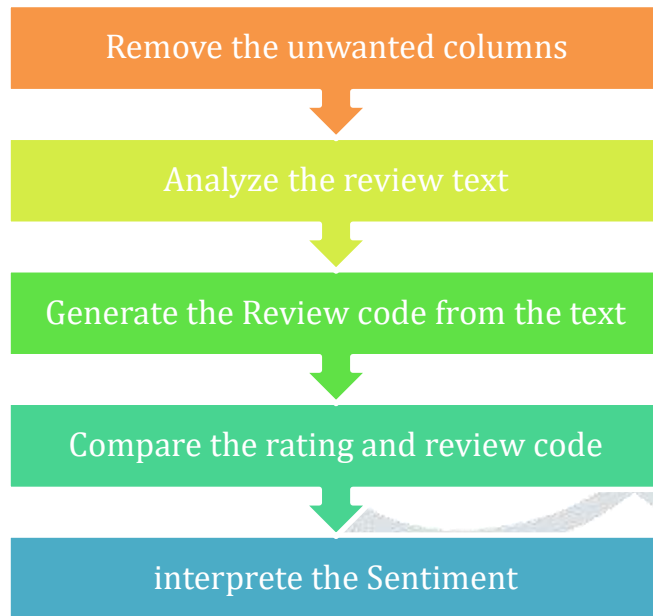 Remove the unwanted columns
Analyze the review text
Generate the Review code from the text
Compare the rating and review code
interprete the Sentiment